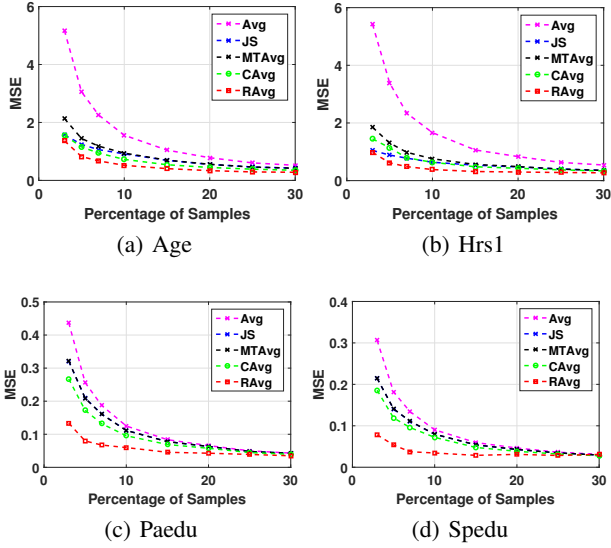 6
4
2
0
MSE
0 10 20 30
Percentage of Samples
Avg
JS
MTAvg
CAvg
RAvg
(a) Age
6
4
2
0
MSE
0 10 20 30
Percentage of Samples
Avg
JS
MTAvg
CAvg
RAvg
(b) Hrs1
0.5
0.4
0.3
0.2
0.1
0
MSE
0 10 20 30
Percentage of Samples
Avg
JS
MTAvg
CAvg
RAvg
(c) Paedu
0.4
0.3
0.2
0.1
0
MSE
0 10 20 30
Percentage of Samples
Avg
JS
MTAvg
CAvg
RAvg
(d) Spedu